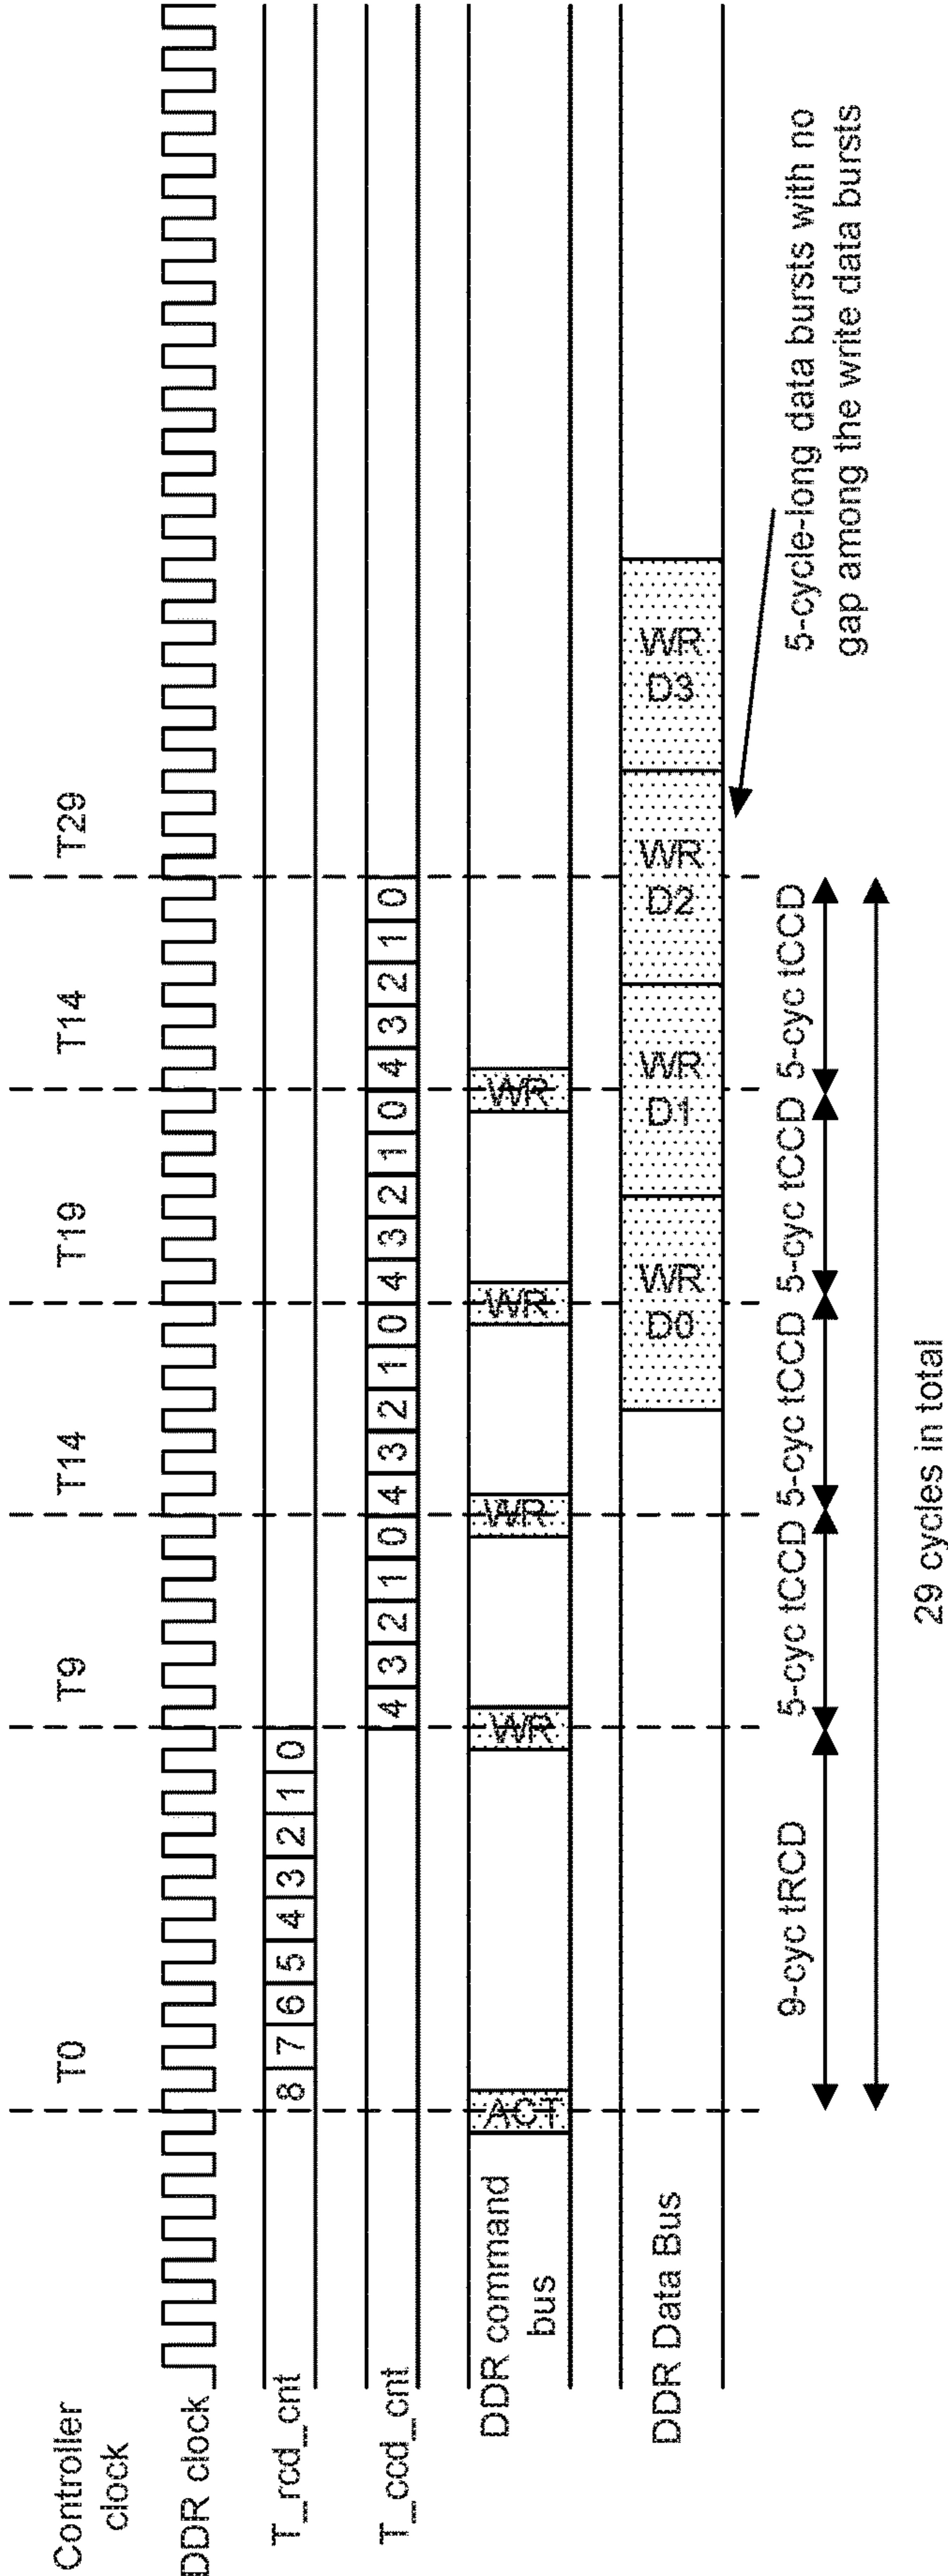 Controller
clock
T0
T9
T14
T19
T14
T29
DDR clock
T_rcd_cnt
8 7 6 5 4 3 2 1 0
T_ccd_cnt
4 3 2 1 0 4 3 2 1 0 4 3 2 1 0 4 3 2 1 0
DDR command
bus
ACT
WR
WR
WR
WR
DDR Data Bus
WR
D0
WR
D1
WR
D2
WR
D3
9-cyc tRCD
5-cyc tCCD
5-cyc tCCD
5-cyc tCCD
5-cyc tCCD
29 cycles in total
5-cycle-long data bursts with no
gap among the write data bursts